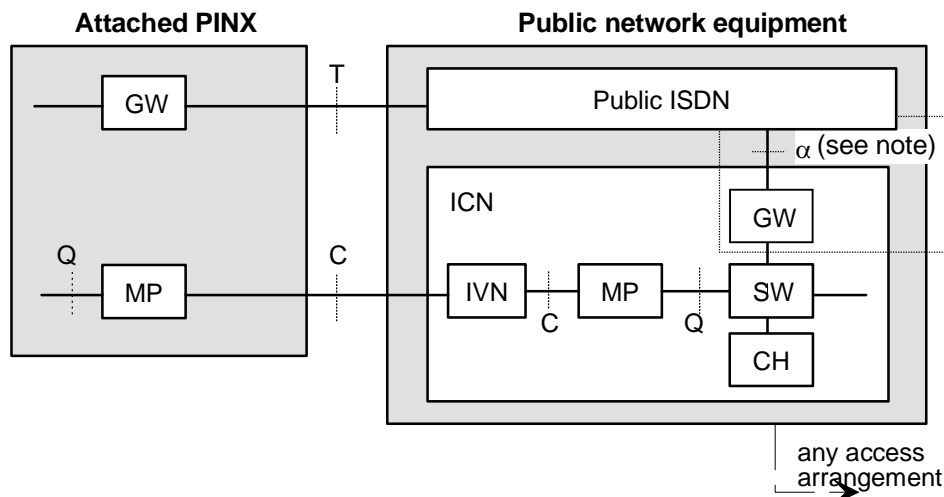 Attached PINX
Public network equipment
T
GW
Public ISDN
α (see note)
ICN
GW
Q
C
MP
IVN
MP
SW
C
Q
CH
any access
arrangement